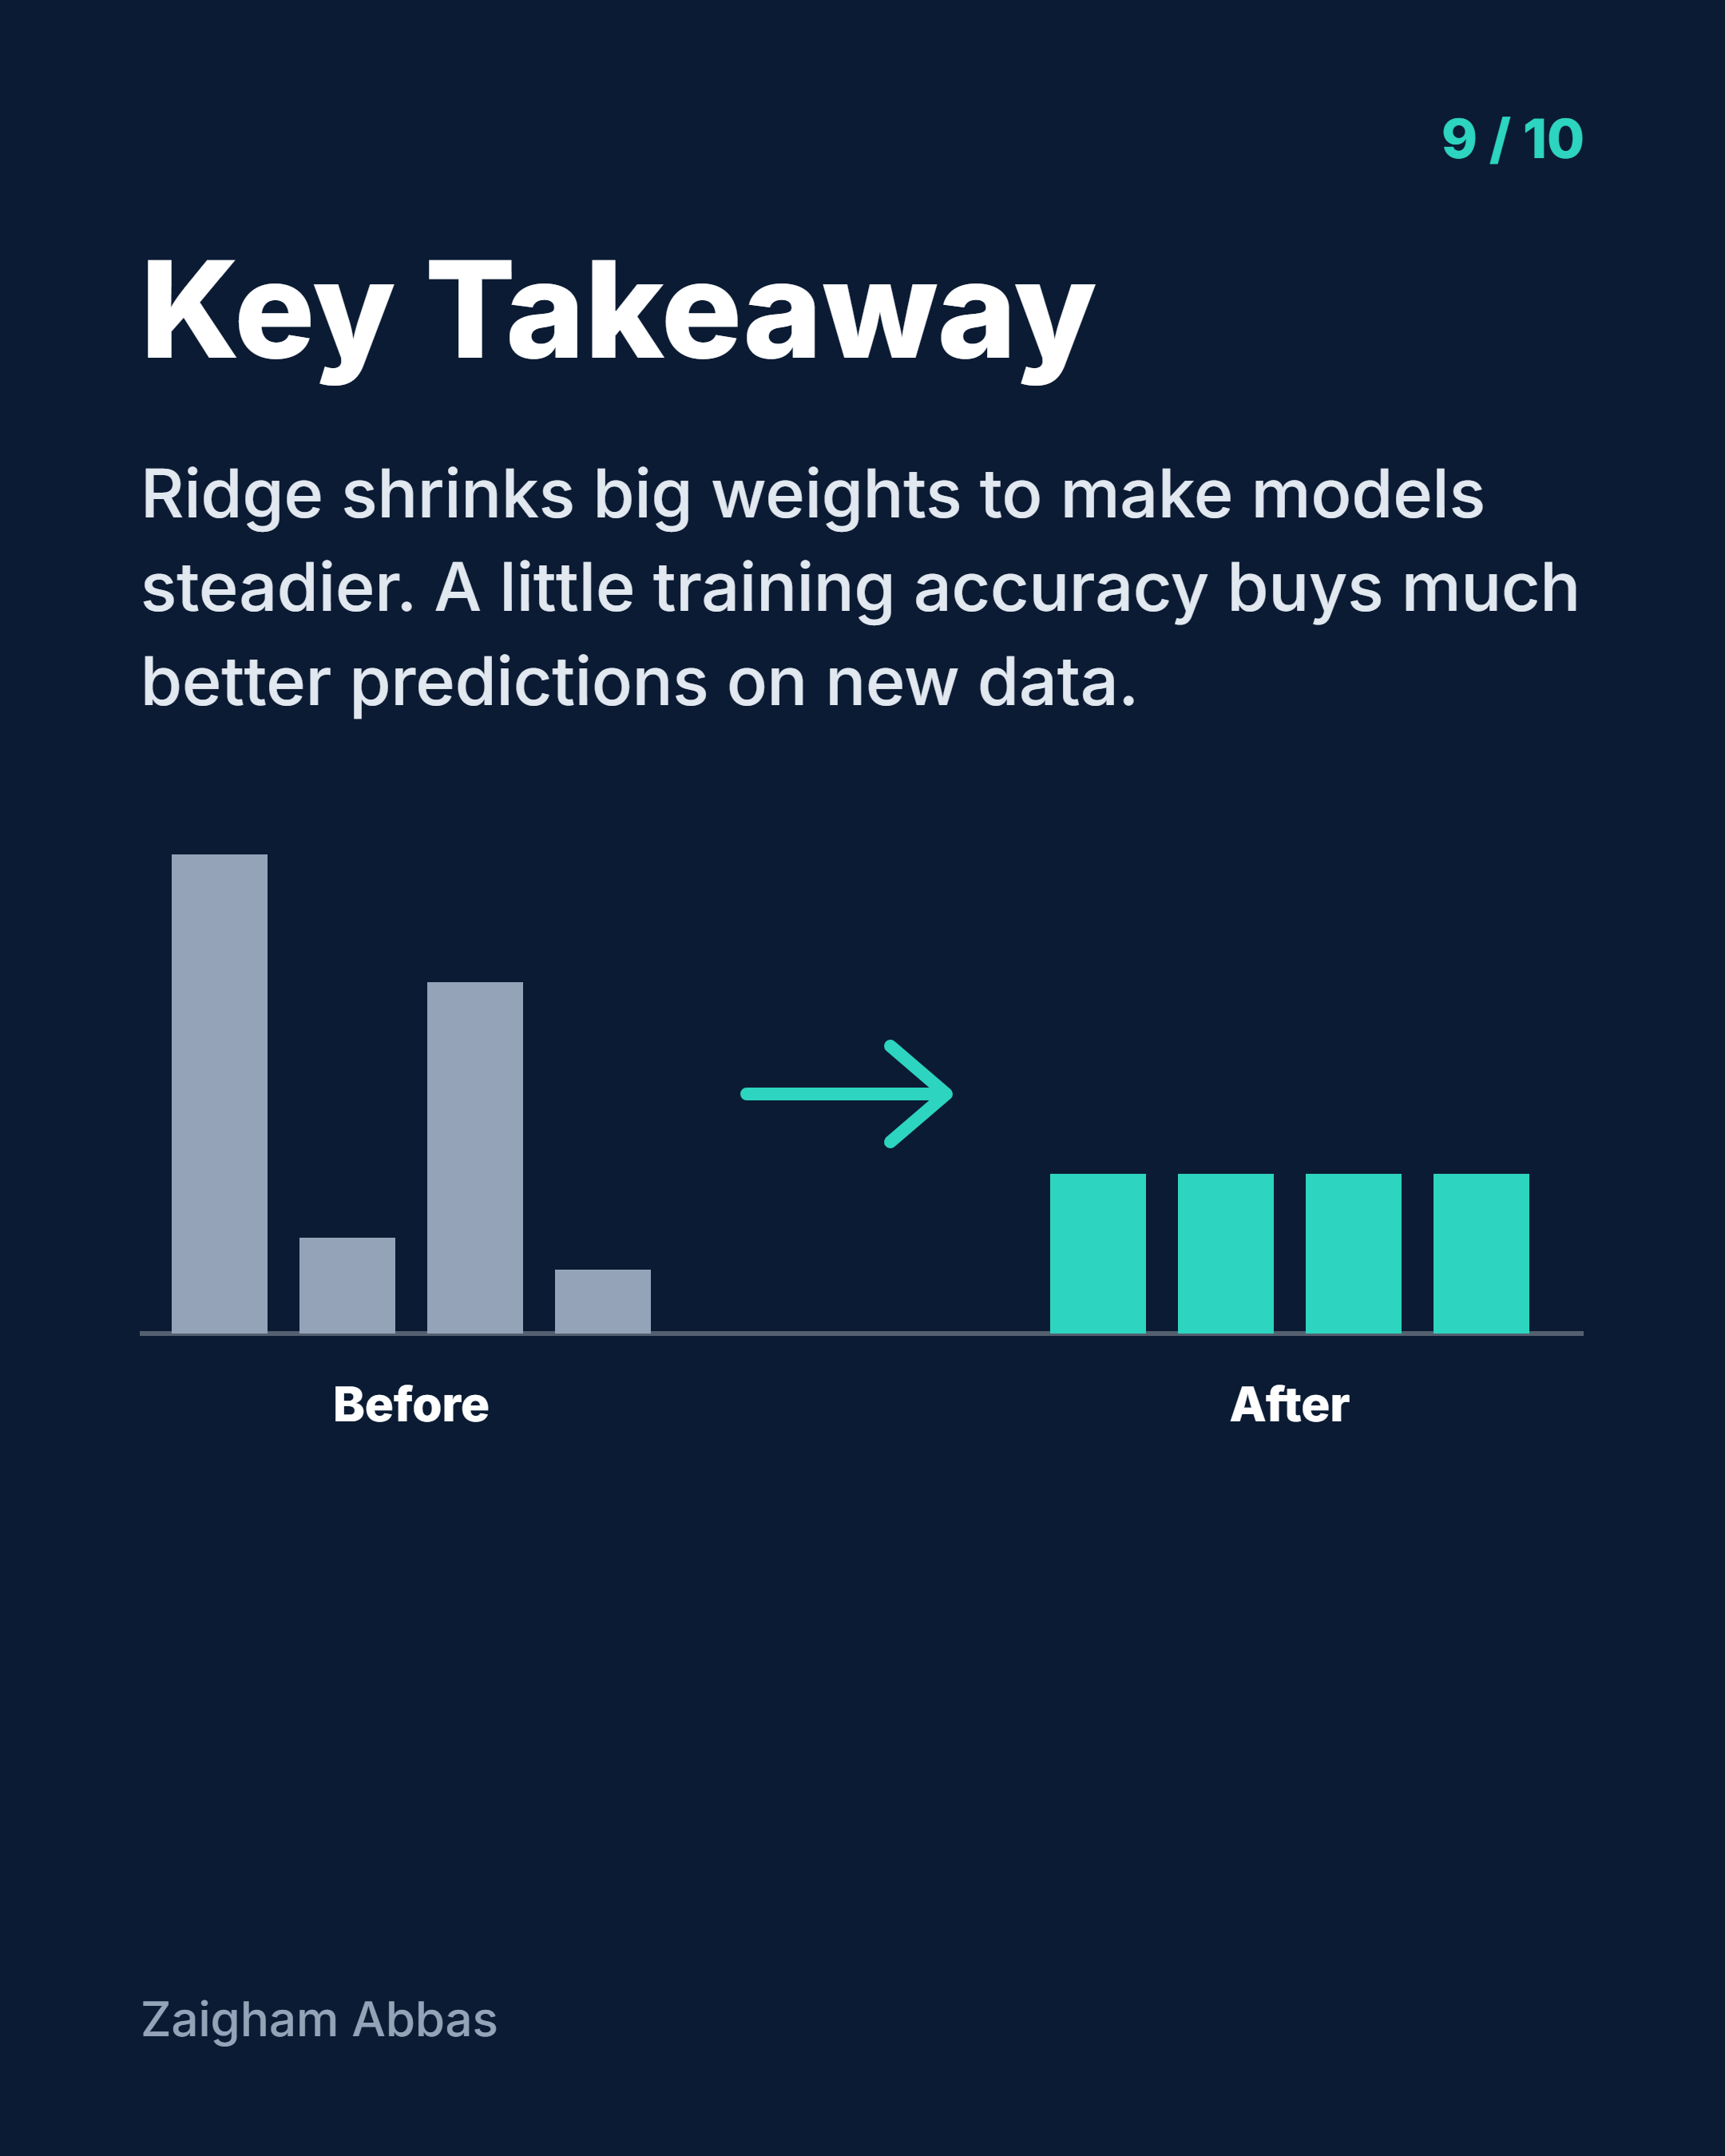 9 / 10
Key Takeaway
Ridge shrinks big weights to make models
steadier. A little training accuracy buys much
better predictions on new data.
Before
After
Zaigham Abbas